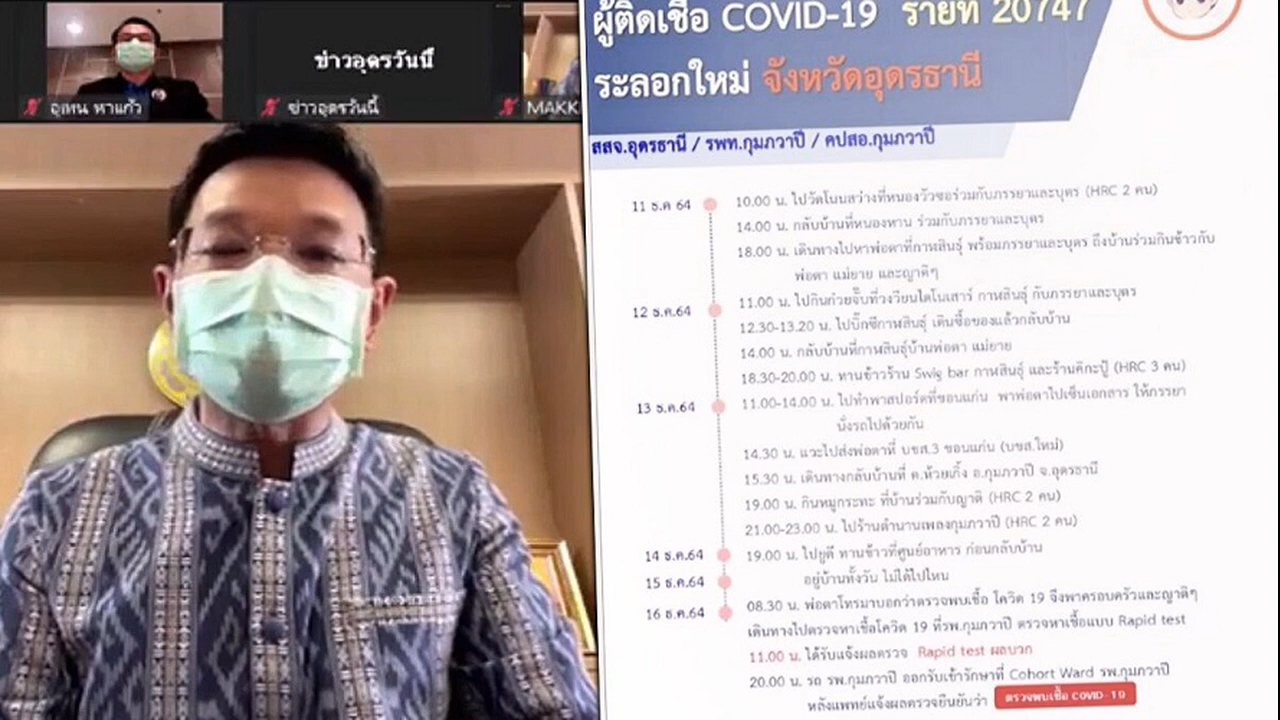 ข่าวอุดรวันนี้
อุเทน หาแก้ว
ข่าวอุดรวันนี้
MAKK
ผู้ติดเชื้อ COVID-19 รายที่ 20747
ระลอกใหม่ จังหวัดอุดรธานี
สสจ.อุดรธานี / รพท.กุมภวาปี / คปสอ.กุมภวาปี
11 ธ.ค 64 10.00 น. ไปวัดโนนสว่างที่หนองวัวซอร่วมกับภรรยาและบุตร (HRC 2 คน)
14.00 น. กลับบ้านที่หนองหาน ร่วมกับภรรยาและบุตร
18.00 น. เดินทางไปหาพ่อตาที่กาฬสินธุ์ พร้อมภรรยาและบุตร ถึงบ้านร่วมกินข้าวกับ
พ่อตา แม่ยาย และญาติๆ
12 ธ.ค.64 11.00 น. ไปกินก๋วยจั๊บที่วงเวียนไดโนเสาร์ กาฬสินธุ์ กับภรรยาและบุตร
12.30-13.20 น. ไปบิ๊กซีกาฬสินธุ์ เดินซื้อของแล้วกลับบ้าน
14.00 น. กลับบ้านที่กาฬสินธุ์บ้านพ่อตา แม่ยาย
18.30-20.00 น. ทานข้าวร้าน Swig bar กาฬสินธุ์ และร้านคิกะปู๊ (HRC 3 คน)
13 ธ.ค.64 11.00-14.00 น. ไปทำพาสปอร์ตที่ขอนแก่น พาพ่อตาไปเซ็นเอกสาร ให้ภรรยา
นั่งรถไปด้วยกัน
14.30 น. แวะไปส่งพ่อตาที่ บขส.3 ขอนแก่น (บขส.ใหม่)
15.30 น. เดินทางกลับบ้านที่ ต.ห้วยเกิ้ง อ.กุมภวาปี จ.อุดรธานี
19.00 น. กินหมูกระทะ ที่บ้านร่วมกับญาติ (HRC 2 คน)
21.00-23.00 น. ไปร้านตำนานเพลงกุมภวาปี (HRC 2 คน)
14 ธ.ค.64 19.00 น. ไปยูดี ทานข้าวที่ศูนย์อาหาร ก่อนกลับบ้าน
15 ธ.ค.64 อยู่บ้านทั้งวัน ไม่ได้ไปไหน
16 ธ.ค.64 08.30 น. พ่อตาโทรมาบอกว่าตรวจพบเชื้อ โควิด 19 จึงพาครอบครัวและญาติๆ
เดินทางไปตรวจหาเชื้อโควิด 19 ที่รพ.กุมภวาปี ตรวจหาเชื้อแบบ Rapid test
11.00 น. ได้รับแจ้งผลตรวจ Rapid test ผลบวก
20.00 น. รถ รพ.กุมภวาปี ออกรับเข้ารักษาที่ Cohort Ward รพ.กุมภวาปี
หลังแพทย์แจ้งผลตรวจยืนยันว่า ตรวจพบเชื้อ COVID- 19